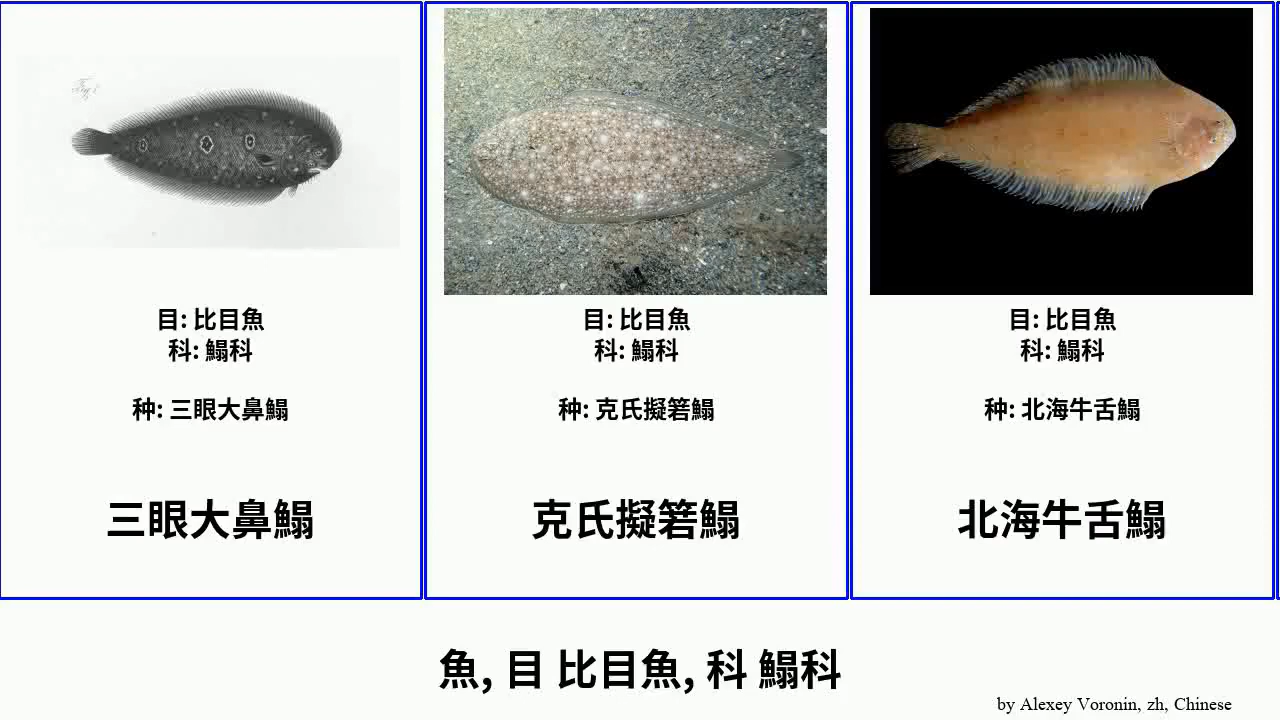 目: 比目魚
科: 鰨科
种: 三眼大鼻鰨
三眼大鼻鰨
目: 比目魚
科: 鰨科
种: 克氏擬箬鰨
克氏擬箬鰨
目: 比目魚
科: 鰨科
种: 北海牛舌鰨
北海牛舌鰨
魚, 目 比目魚, 科 鰨科
by Alexey Voronin, zh, Chinese